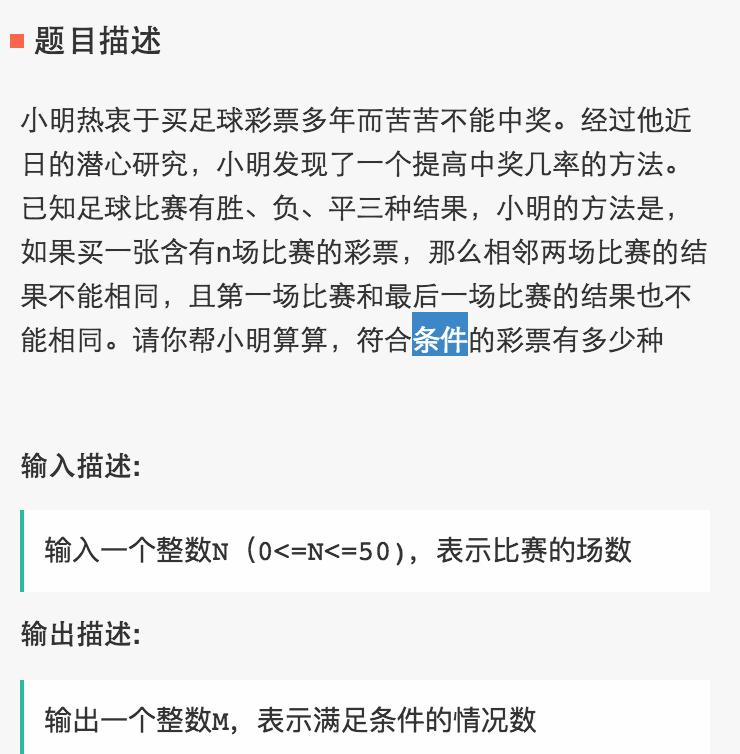 题目描述
小明热衷于买足球彩票多年而苦苦不能中奖。经过他近
日的潜心研究，小明发现了一个提高中奖几率的方法。
已知足球比赛有胜、负、平三种结果，小明的方法是，
如果买一张含有n场比赛的彩票，那么相邻两场比赛的结
果不能相同，且第一场比赛和最后一场比赛的结果也不
能相同。请你帮小明算算，符合条件的彩票有多少种
输入描述:
输入一个整数N（0<=N<=50)，表示比赛的场数
输出描述:
输出一个整数M，表示满足条件的情况数